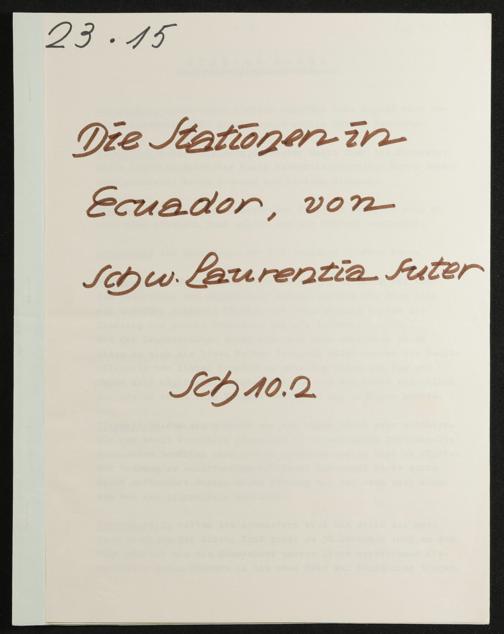 23.15
Die Stationen in
Ecuador, von
Schw. Laurentia Suter
Sch 10.2